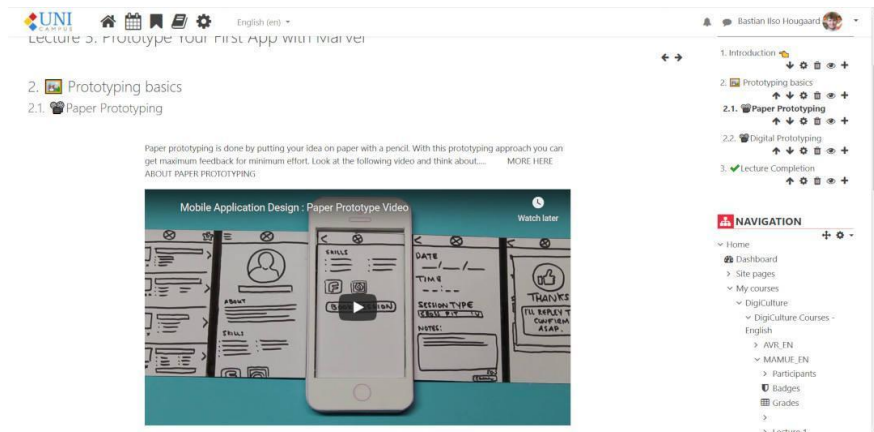 UNI
CAMPUS
English (en)
Bastian Ilso Hougaard
Lecture 5. Prototype Your First App with Marvel
2. Prototyping basics
2.1. Paper Prototyping
Paper prototyping is done by putting your idea on paper with a pencil. With this prototyping approach you can
get maximum feedback for minimum effort. Look at the following video and think about.... MORE HERE
ABOUT PAPER PROTOTYPING
Mobile Application Design : Paper Prototype Video
Watch later
ABOUT
SKILLS
SKILLS
BOOK SESSION
DATE
TIME
SESSION TYPE
NOTES:
THANKS
I'LL REPLY T
CONFIRM
ASAP.
1. Introduction
2. Prototyping basics
2.1. Paper Prototyping
2.2. Digital Prototyping
3. Lecture Completion
NAVIGATION
Home
Dashboard
Site pages
My courses
DigiCulture
DigiCulture Courses -
English
AVR_EN
MAMUE_EN
Participants
Badges
Grades
Lecture 1